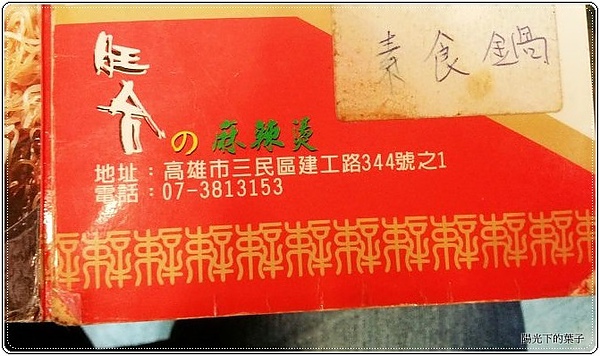 素食鍋
旺合の麻辣燙
地址：高雄市三民區建工路344號之1
電話：07-3813153
陽光下的葉子